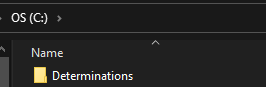 OS (C:) >
Name
Determinations